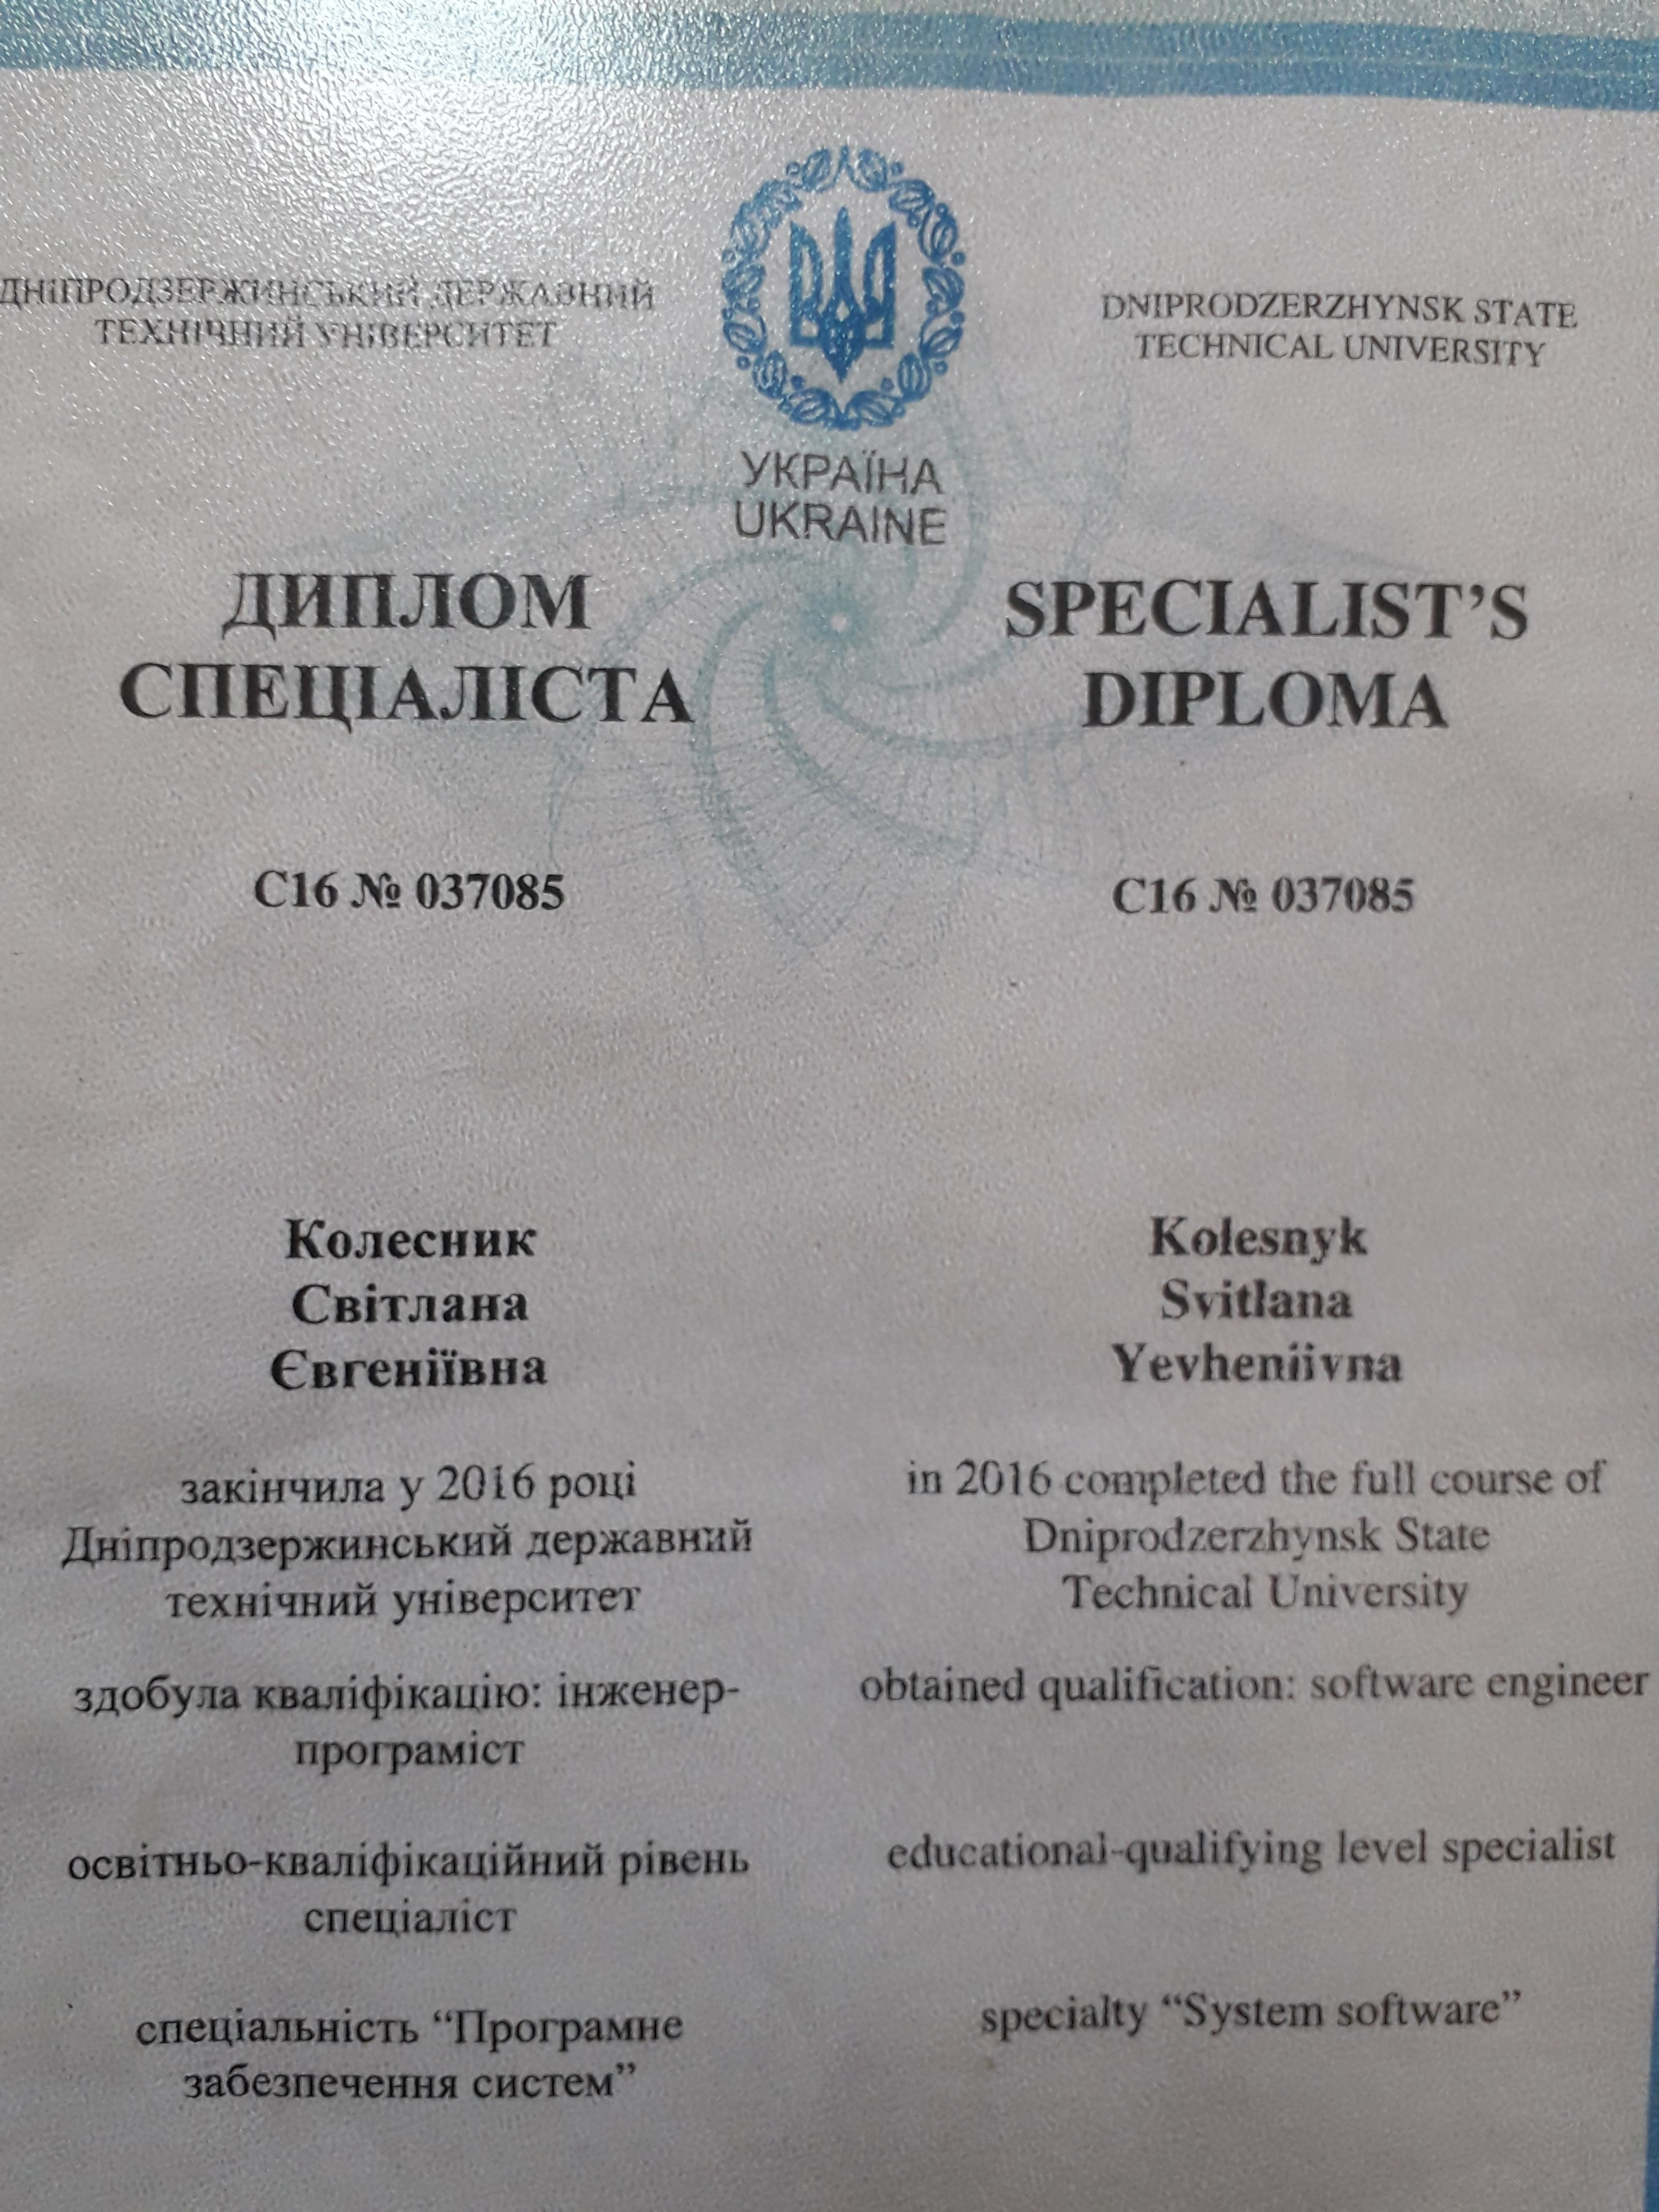 ДНІПРОДЗЕРЖИНСЬКИЙ ДЕРЖАВНИЙ
ТЕХНІЧНИЙ УНІВЕРСИТЕТ
DNIPRODZERZHYNSK STATE
TECHNICAL UNIVERSITY
УКРАЇНА
UKRAINE
ДИПЛОМ
СПЕЦІАЛІСТА
SPECIALIST’S
DIPLOMA
С16 № 037085
C16 № 037085
Колесник
Світлана
Євгеніївна
закінчила у 2016 році
Дніпродзержинський державний
технічний університет
здобула кваліфікацію: інженер-
програміст
освітньо-кваліфікаційний рівень
спеціаліст
спеціальність “Програмне
забезпечення систем”
Kolesnyk
Svitlana
Yevheniivna
in 2016 completed the full course of
Dniprodzerzhynsk State
Technical University
obtained qualification: software engineer
educational-qualifying level specialist
specialty “System software”